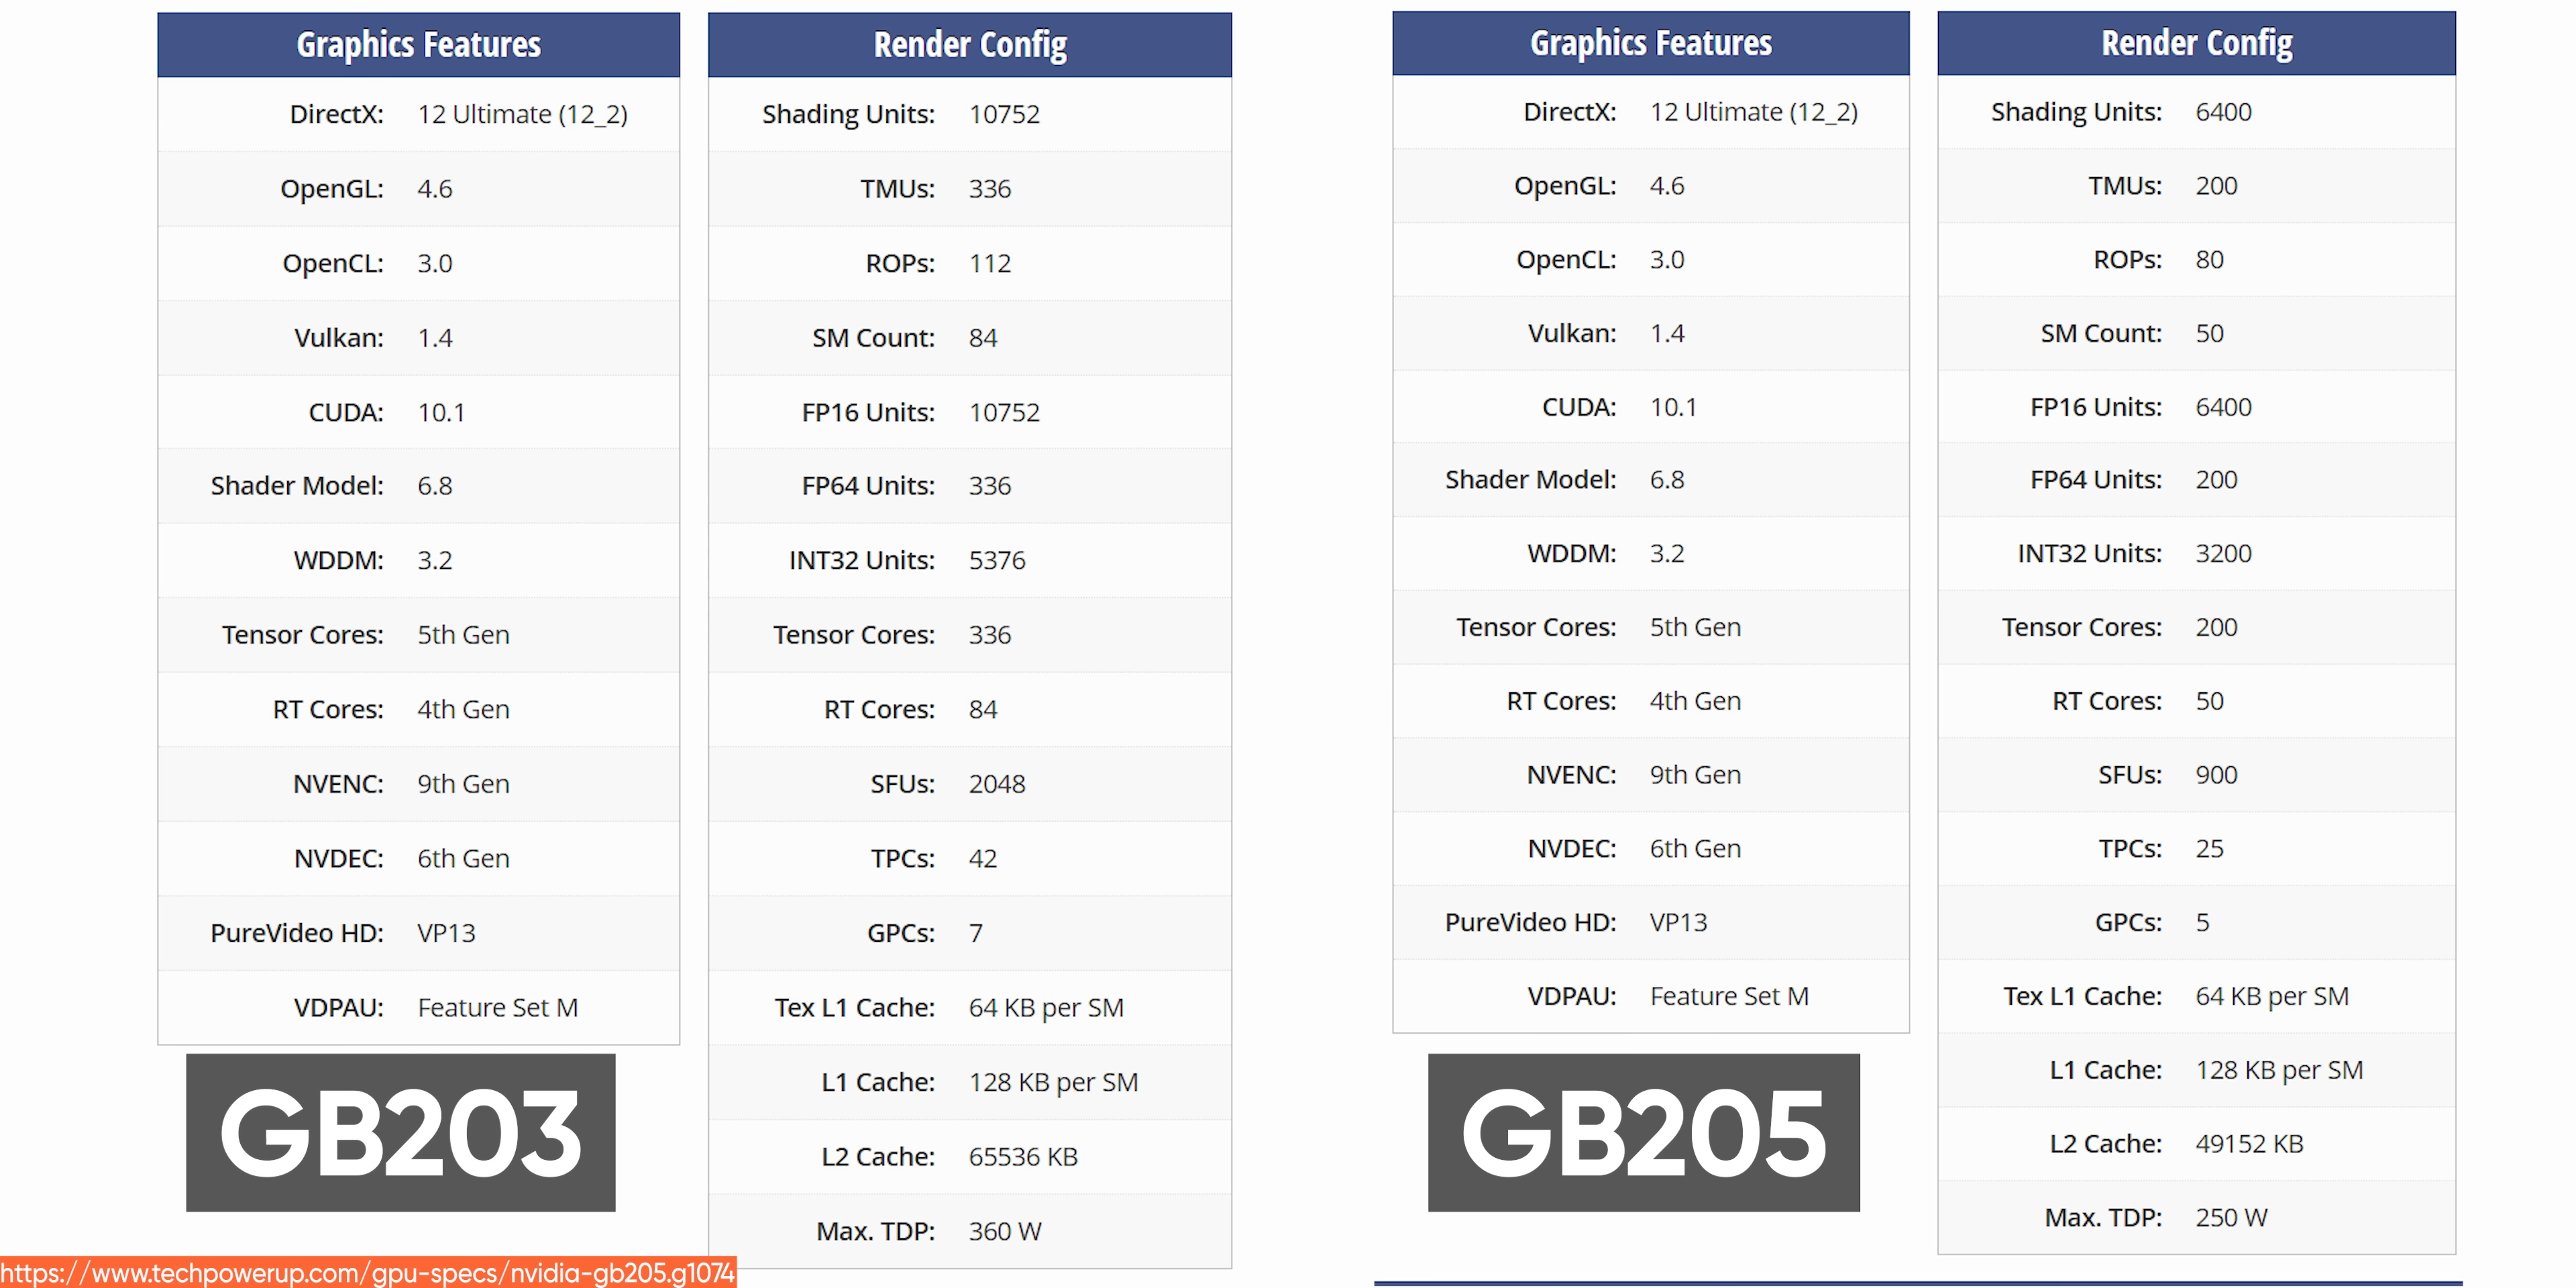 Graphics Features
DirectX: 12 Ultimate (12_2)
OpenGL: 4.6
OpenCL: 3.0
Vulkan: 1.4
CUDA: 10.1
Shader Model: 6.8
WDDM: 3.2
Tensor Cores: 5th Gen
RT Cores: 4th Gen
NVENC: 9th Gen
NVDEC: 6th Gen
PureVideo HD: VP13
VDPAU: Feature Set M
GB203
Render Config
Shading Units: 10752
TMUs: 336
ROPs: 112
SM Count: 84
FP16 Units: 10752
FP64 Units: 336
INT32 Units: 5376
Tensor Cores: 336
RT Cores: 84
SFUs: 2048
TPCs: 42
GPCs: 7
Tex L1 Cache: 64 KB per SM
L1 Cache: 128 KB per SM
L2 Cache: 65536 KB
Max. TDP: 360 W
Graphics Features
DirectX: 12 Ultimate (12_2)
OpenGL: 4.6
OpenCL: 3.0
Vulkan: 1.4
CUDA: 10.1
Shader Model: 6.8
WDDM: 3.2
Tensor Cores: 5th Gen
RT Cores: 4th Gen
NVENC: 9th Gen
NVDEC: 6th Gen
PureVideo HD: VP13
VDPAU: Feature Set M
GB205
Render Config
Shading Units: 6400
TMUs: 200
ROPs: 80
SM Count: 50
FP16 Units: 6400
FP64 Units: 200
INT32 Units: 3200
Tensor Cores: 200
RT Cores: 50
SFUs: 900
TPCs: 25
GPCs: 5
Tex L1 Cache: 64 KB per SM
L1 Cache: 128 KB per SM
L2 Cache: 49152 KB
Max. TDP: 250 W
https://www.techpowerup.com/gpu-specs/nvidia-gb205.g1074